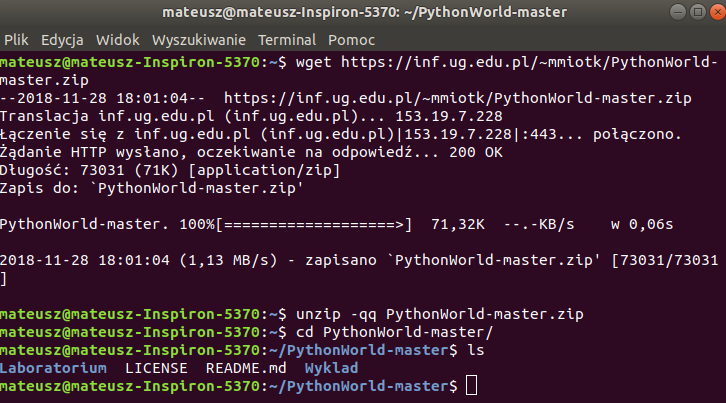 mateusz@mateusz-Inspiron-5370: ~/PythonWorld-master
Plik Edycja Widok Wyszukiwanie Terminal Pomoc
mateusz@mateusz-Inspiron-5370:~$ wget https://inf.ug.edu.pl/~mmiotk/PythonWorld-
master.zip
--2018-11-28 18:01:04--  https://inf.ug.edu.pl/~mmiotk/PythonWorld-master.zip
Translacja inf.ug.edu.pl (inf.ug.edu.pl)... 153.19.7.228
Łączenie się z inf.ug.edu.pl (inf.ug.edu.pl)|153.19.7.228|:443... połączono.
Żądanie HTTP wysłano, oczekiwanie na odpowiedź... 200 OK
Długość: 73031 (71K) [application/zip]
Zapis do: `PythonWorld-master.zip'
PythonWorld-master. 100%[===================>]  71,32K  --.-KB/s    w 0,06s
2018-11-28 18:01:04 (1,13 MB/s) - zapisano `PythonWorld-master.zip' [73031/73031
]
mateusz@mateusz-Inspiron-5370:~$ unzip -qq PythonWorld-master.zip
mateusz@mateusz-Inspiron-5370:~$ cd PythonWorld-master/
mateusz@mateusz-Inspiron-5370:~/PythonWorld-master$ ls
Laboratorium  LICENSE  README.md  Wyklad
mateusz@mateusz-Inspiron-5370:~/PythonWorld-master$